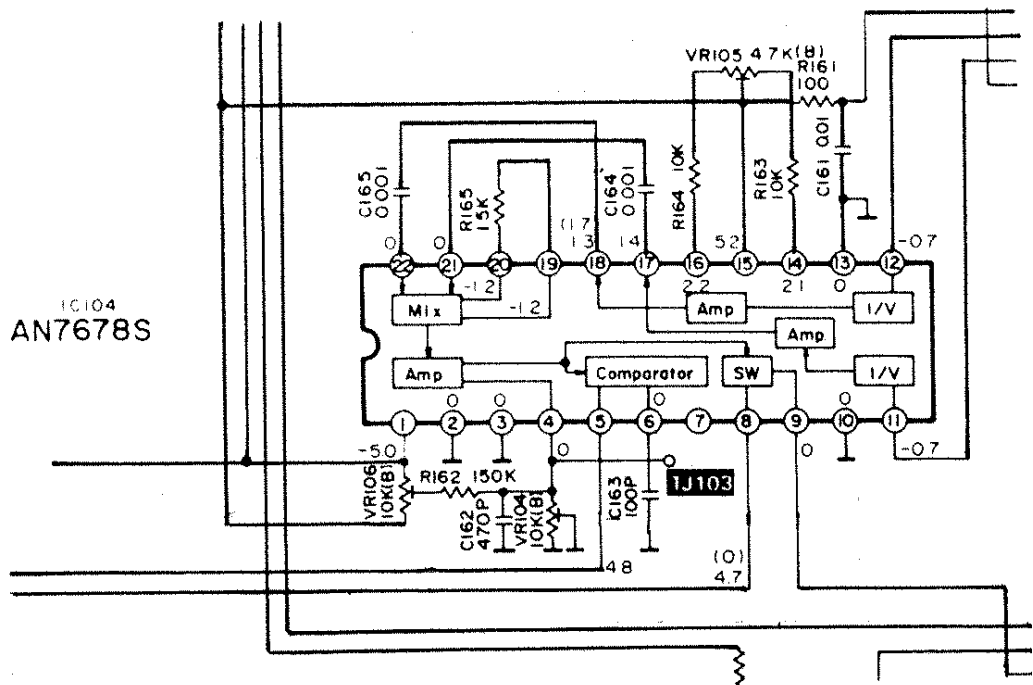 VR105 4.7K(B)
R161
100
C165
0.001
R165
15K
C164
0.001
R164 10K
R163
10K
C161 0.01
(1.7
0 0 1.3 1.4 5.2 -0.7
22 21 20 19 18 17 16 15 14 13 12
-1.2 2.2 2.1 0
Mix -1.2 Amp I/V
IC104
AN7678S
Amp
Amp Comparator SW I/V
0 0 0 0
1 2 3 4 5 6 7 8 9 10 11
-5.0 0 0 -0.7
VR106
10K(B)
R162 150K
1J103
C162
470P
VR104
10K(B)
C163
100P
(0)
4.8
4.7